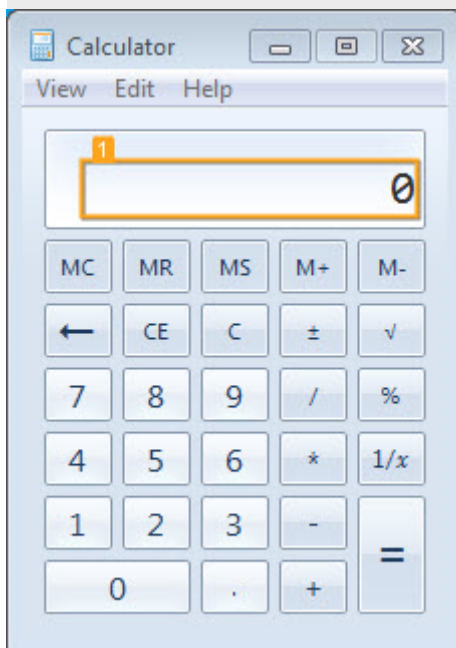 Calculator
View Edit Help
1
0
MC MR MS M+ M-
← CE C ± √
7 8 9 / %
4 5 6 * 1/x
1 2 3 - =
0 . +